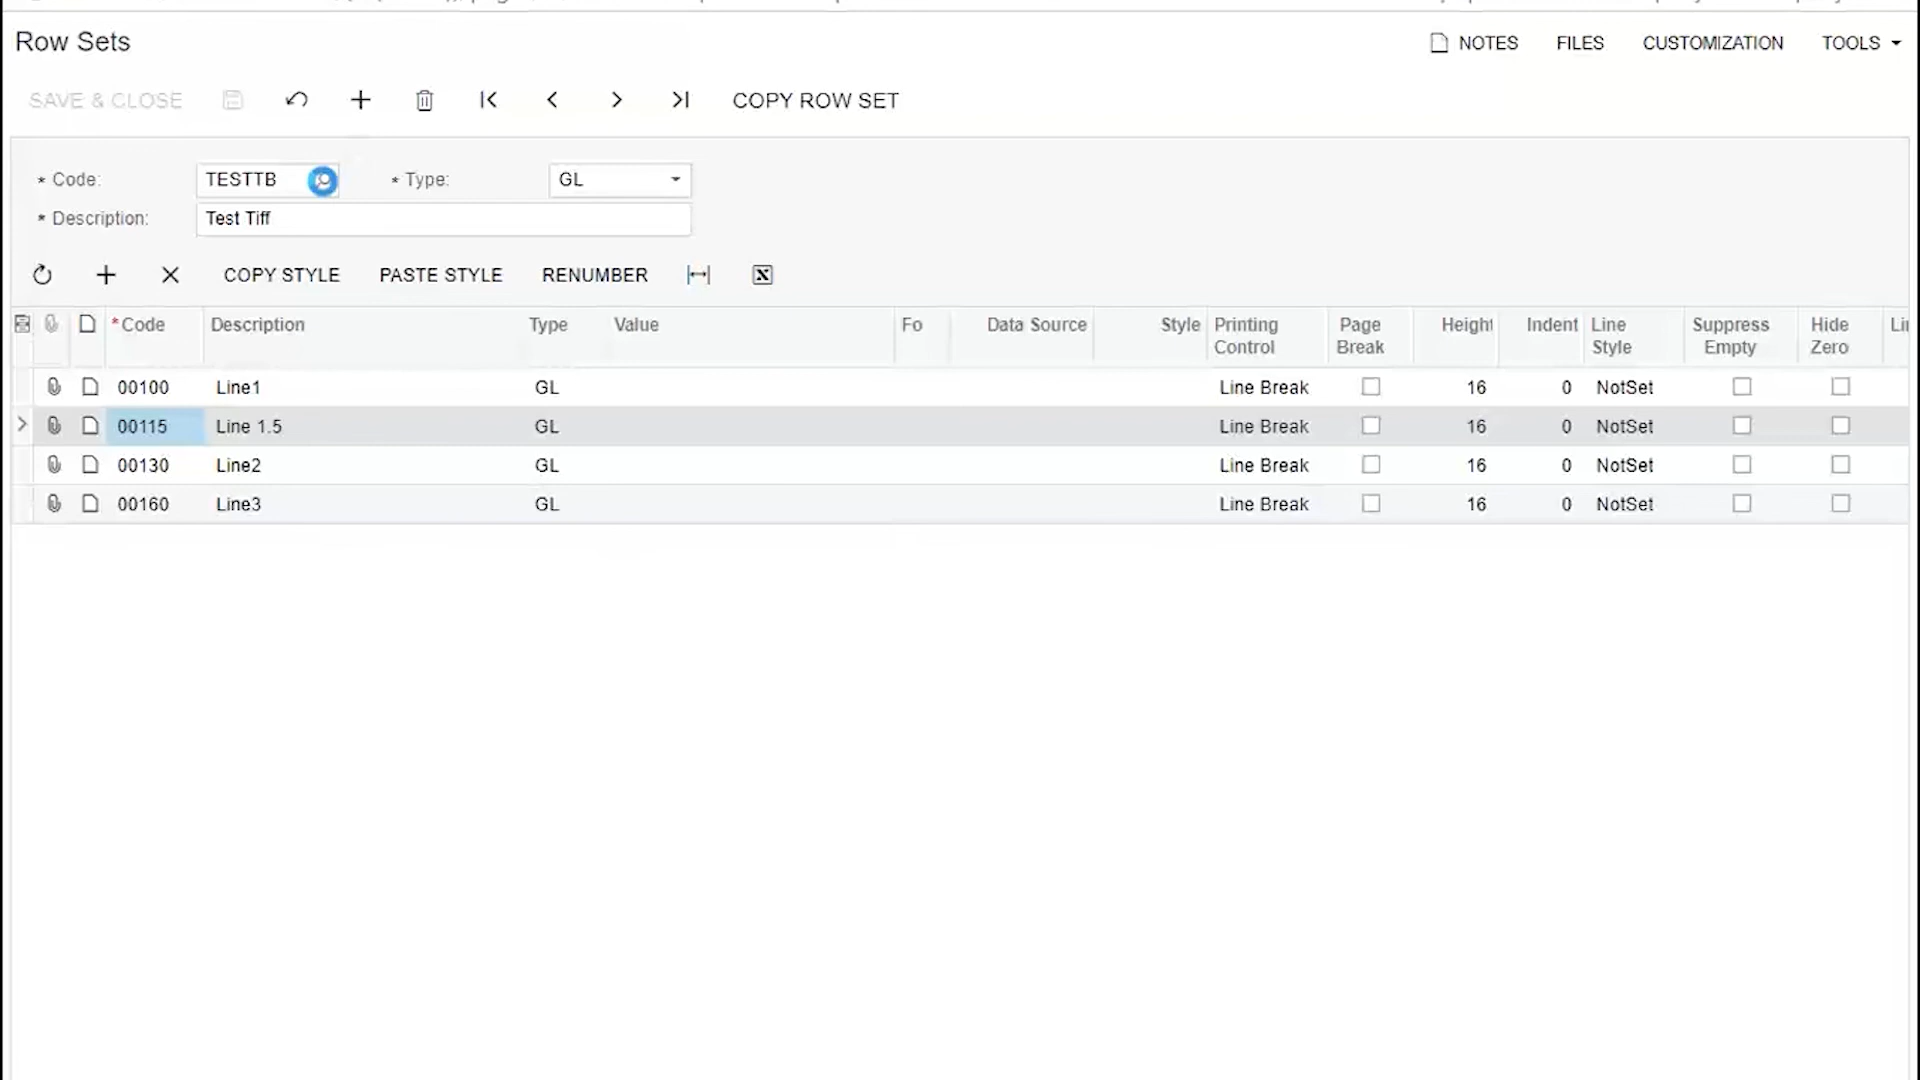 Row Sets
NOTES FILES CUSTOMIZATION TOOLS
SAVE & CLOSE COPY ROW SET
* Code: TESTTB * Type: GL
* Description: Test Tiff
COPY STYLE PASTE STYLE RENUMBER
* Code Description Type Value Fo Data Source Style Printing Control Page Break Height Indent Line Style Suppress Empty Hide Zero Li
00100 Line1 GL Line Break 16 0 NotSet
00115 Line 1.5 GL Line Break 16 0 NotSet
00130 Line2 GL Line Break 16 0 NotSet
00160 Line3 GL Line Break 16 0 NotSet